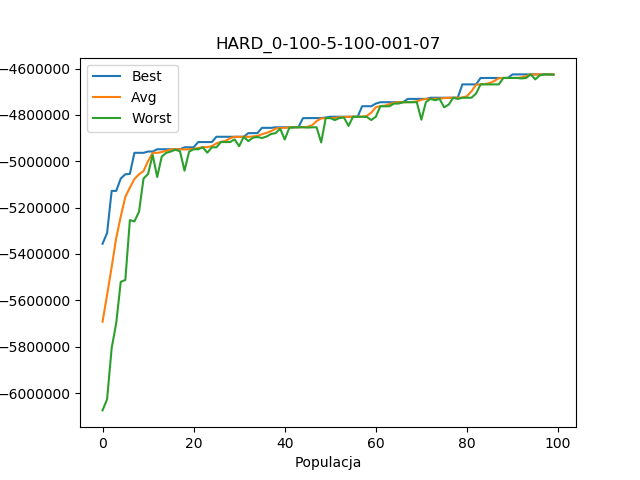 HARD_0-100-5-100-001-07
Best
Avg
Worst
−4600000
−4800000
−5000000
−5200000
−5400000
−5600000
−5800000
−6000000
0 20 40 60 80 100
Populacja